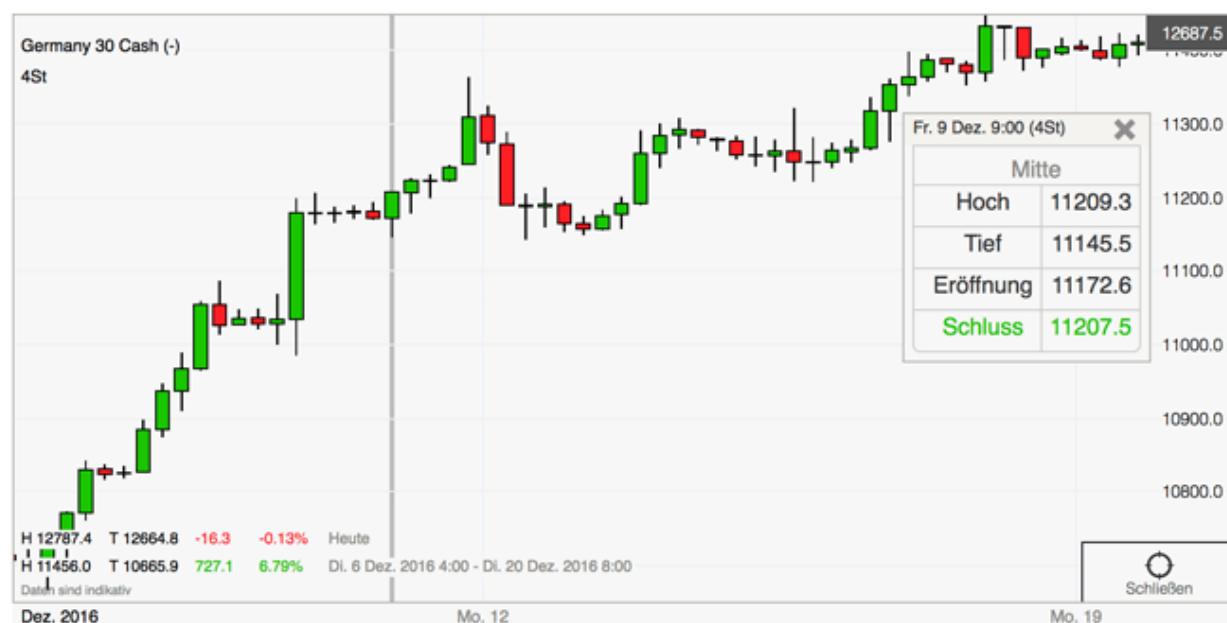 Germany 30 Cash (-)
4St
12687.5
11300.0
11200.0
11100.0
11000.0
10900.0
10800.0
Fr. 9 Dez. 9:00 (4St)
Mitte
Hoch 11209.3
Tief 11145.5
Eröffnung 11172.6
Schluss 11207.5
H 12787.4 T 12664.8 -16.3 -0.13% Heute
H 11456.0 T 10665.9 727.1 6.79% Di. 6 Dez. 2016 4:00 - Di. 20 Dez. 2016 8:00
Daten sind indikativ
Schließen
Dez. 2016 Mo. 12 Mo. 19